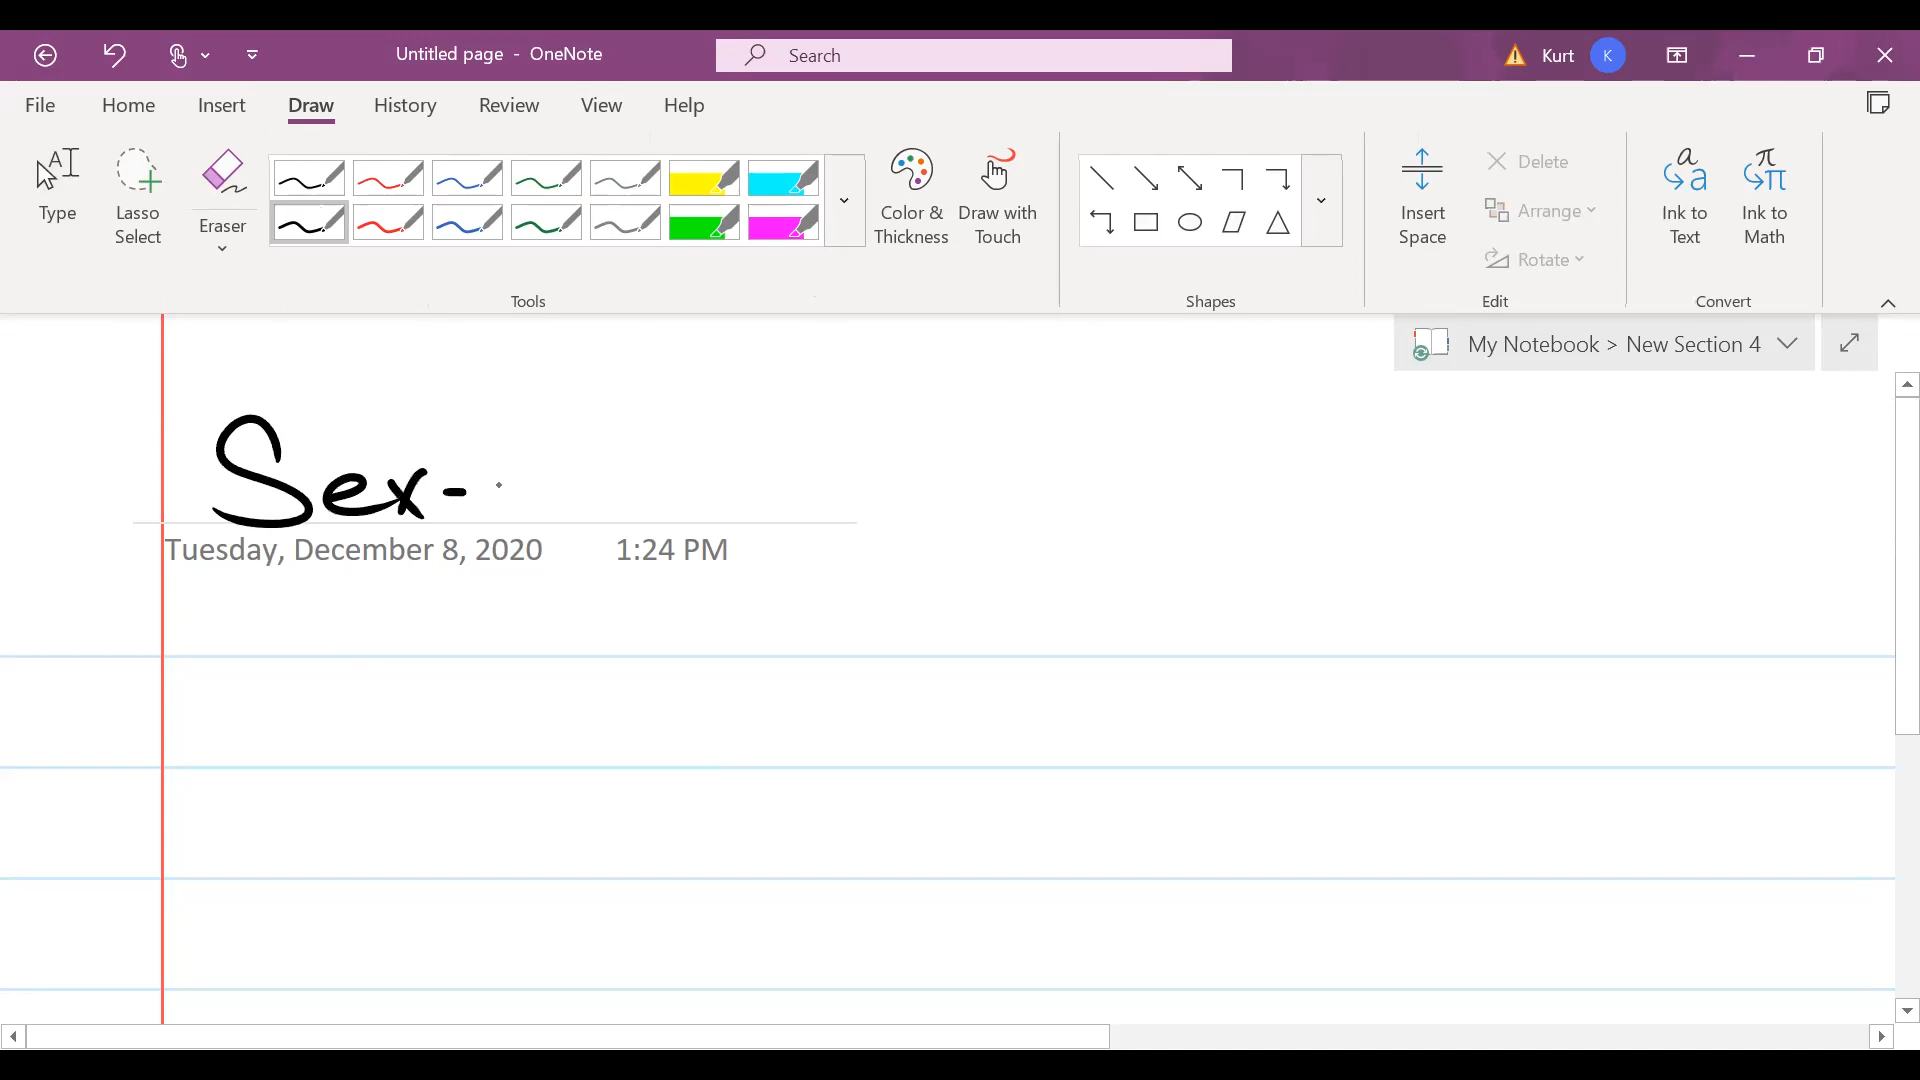 Untitled page - OneNote
Search
Kurt
K
File Home Insert Draw History Review View Help
Type
Lasso Select
Eraser
Color & Thickness
Draw with Touch
Insert Space
Delete
Arrange
Rotate
Ink to Text
Ink to Math
Tools
Shapes
Edit
Convert
My Notebook > New Section 4
Sex-
Tuesday, December 8, 2020 1:24 PM